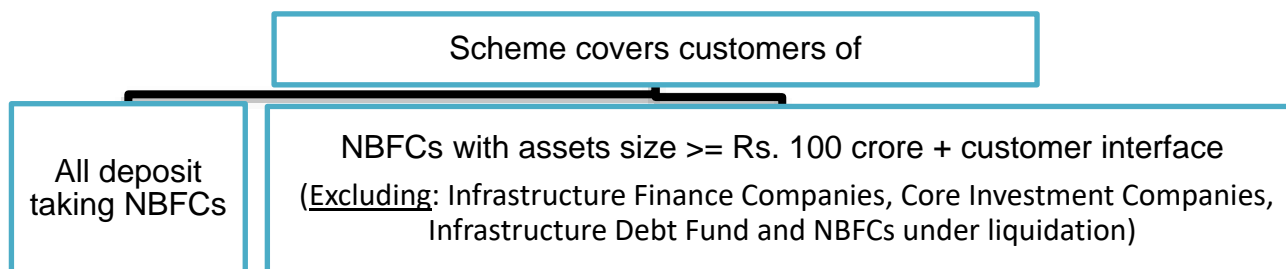 Scheme covers customers of
All deposit
taking NBFCs
NBFCs with assets size >= Rs. 100 crore + customer interface
(Excluding: Infrastructure Finance Companies, Core Investment Companies,
Infrastructure Debt Fund and NBFCs under liquidation)